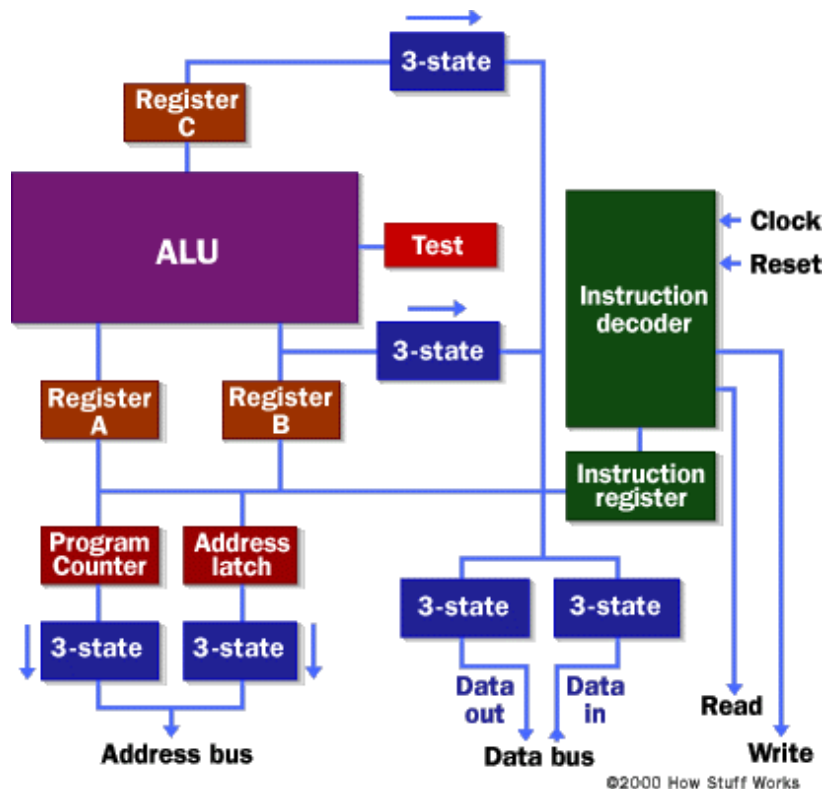 3-state
Register
C
ALU
Test
Clock
Reset
Instruction
decoder
3-state
Register
A
Register
B
Instruction
register
Program
Counter
Address
latch
3-state
3-state
3-state
3-state
Data
out
Data
in
Read
Address bus
Data bus
Write
©2000 How Stuff Works